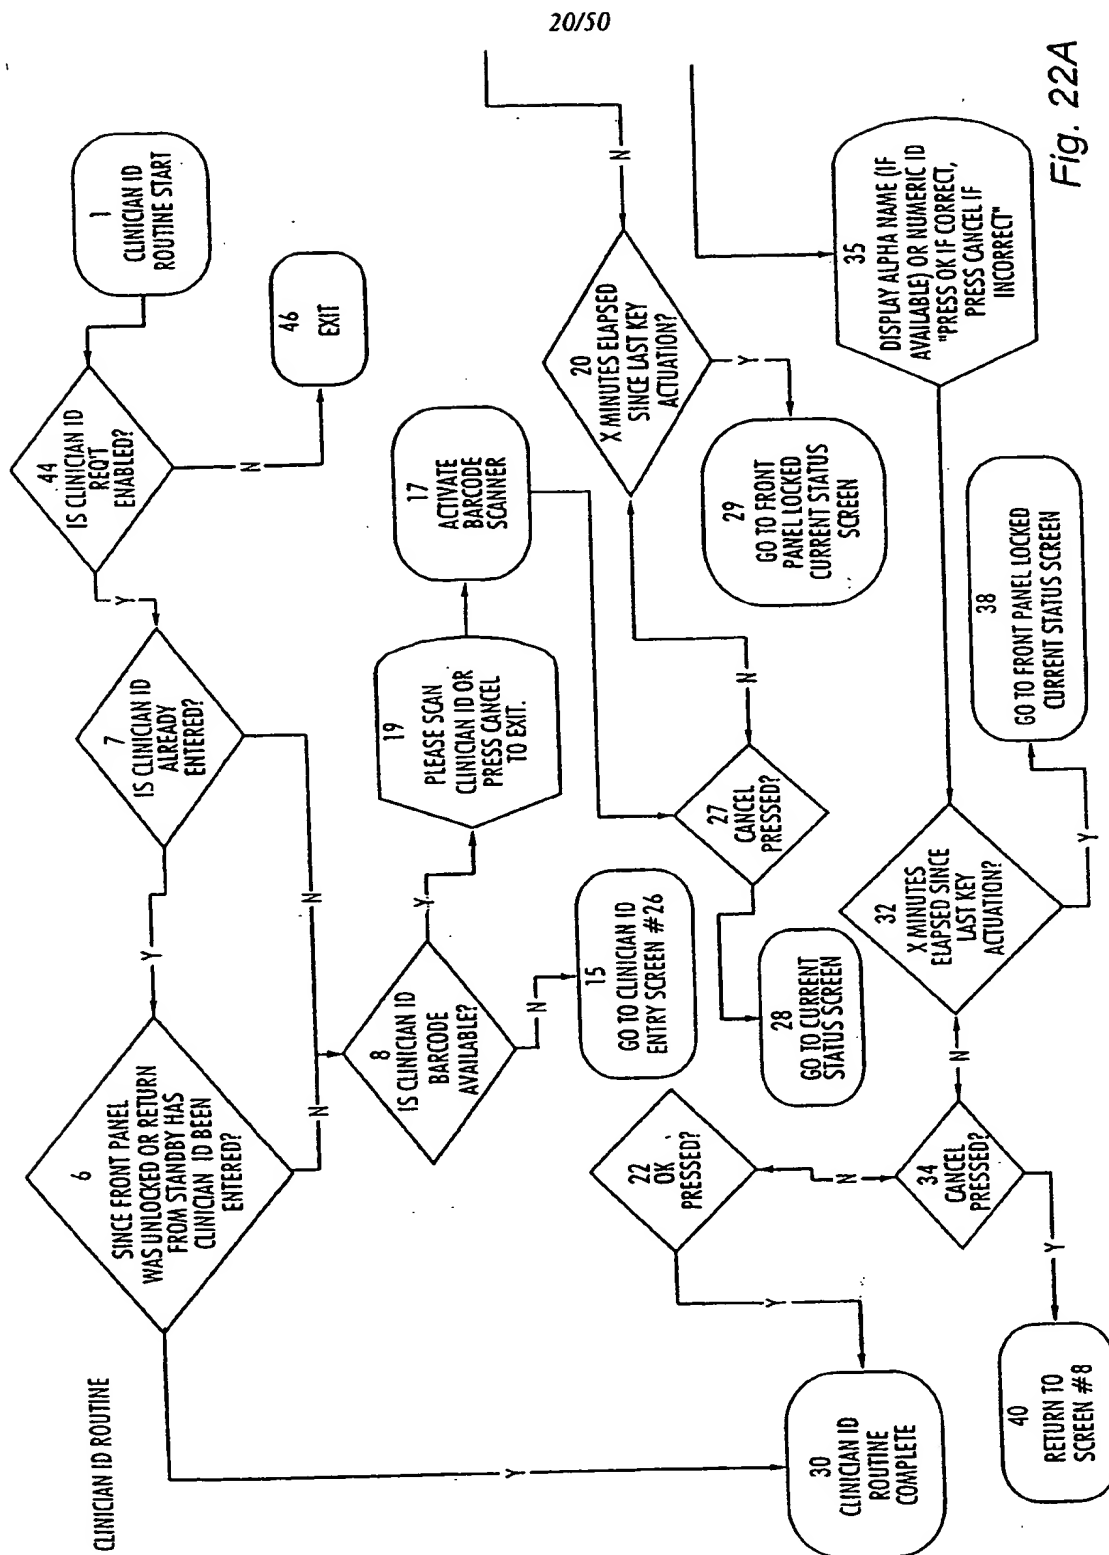 20/50
CLINICIAN ID ROUTINE
1
CLINICIAN ID
ROUTINE START
44
IS CLINICIAN ID
REQ'T
ENABLED?
N
46
EXIT
Y
7
IS CLINICIAN ID
ALREADY
ENTERED?
Y
N
6
SINCE FRONT PANEL
WAS UNLOCKED OR RETURN
FROM STANDBY HAS
CLINICIAN ID BEEN
ENTERED?
N
Y
8
IS CLINICIAN ID
BARCODE
AVAILABLE?
Y
N
19
PLEASE SCAN
CLINICIAN ID OR
PRESS CANCEL
TO EXIT.
17
ACTIVATE
BARCODE
SCANNER
15
GO TO CLINICIAN ID
ENTRY SCREEN #26
27
CANCEL
PRESSED?
N
28
GO TO CURRENT
STATUS SCREEN
20
X MINUTES ELAPSED
SINCE LAST KEY
ACTUATION?
N
Y
29
GO TO FRONT
PANEL LOCKED
CURRENT STATUS
SCREEN
35
DISPLAY ALPHA NAME (IF
AVAILABLE) OR NUMERIC ID
"PRESS OK IF CORRECT,
PRESS CANCEL IF
INCORRECT"
32
X MINUTES
ELAPSED SINCE
LAST KEY
ACTUATION?
Y
38
GO TO FRONT PANEL LOCKED
CURRENT STATUS SCREEN
N
34
CANCEL
PRESSED?
N
Y
22
OK
PRESSED?
Y
30
CLINICIAN ID
ROUTINE
COMPLETE
40
RETURN TO
SCREEN #8
Fig. 22A